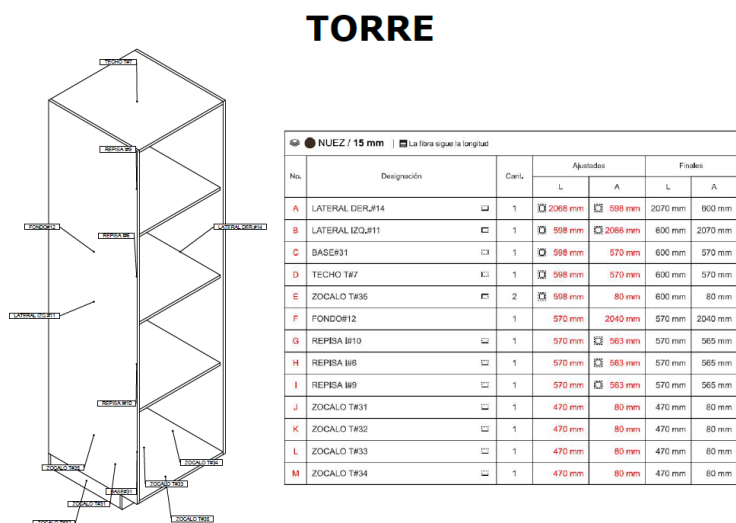 TORRE
TECHO T#7
REPISA I#9
FONDO#12
LATERAL DER.#14
REPISA I#6
LATERAL IZQ.#11
REPISA I#10
ZOCALO T#35
ZOCALO T#34
BASE#31
ZOCALO T#33
ZOCALO T#31
ZOCALO T#35
NUEZ / 15 mm | La fibra sigue la longitud
No. Designación Cant. Ajustadas Finales
L A L A
A LATERAL DER.#14 1 2068 mm 598 mm 2070 mm 600 mm
B LATERAL IZQ.#11 1 598 mm 2066 mm 600 mm 2070 mm
C BASE#31 1 598 mm 570 mm 600 mm 570 mm
D TECHO T#7 1 598 mm 570 mm 600 mm 570 mm
E ZOCALO T#35 2 598 mm 80 mm 600 mm 80 mm
F FONDO#12 1 570 mm 2040 mm 570 mm 2040 mm
G REPISA I#10 1 570 mm 563 mm 570 mm 565 mm
H REPISA I#6 1 570 mm 563 mm 570 mm 565 mm
I REPISA I#9 1 570 mm 563 mm 570 mm 565 mm
J ZOCALO T#31 1 470 mm 80 mm 470 mm 80 mm
K ZOCALO T#32 1 470 mm 80 mm 470 mm 80 mm
L ZOCALO T#33 1 470 mm 80 mm 470 mm 80 mm
M ZOCALO T#34 1 470 mm 80 mm 470 mm 80 mm